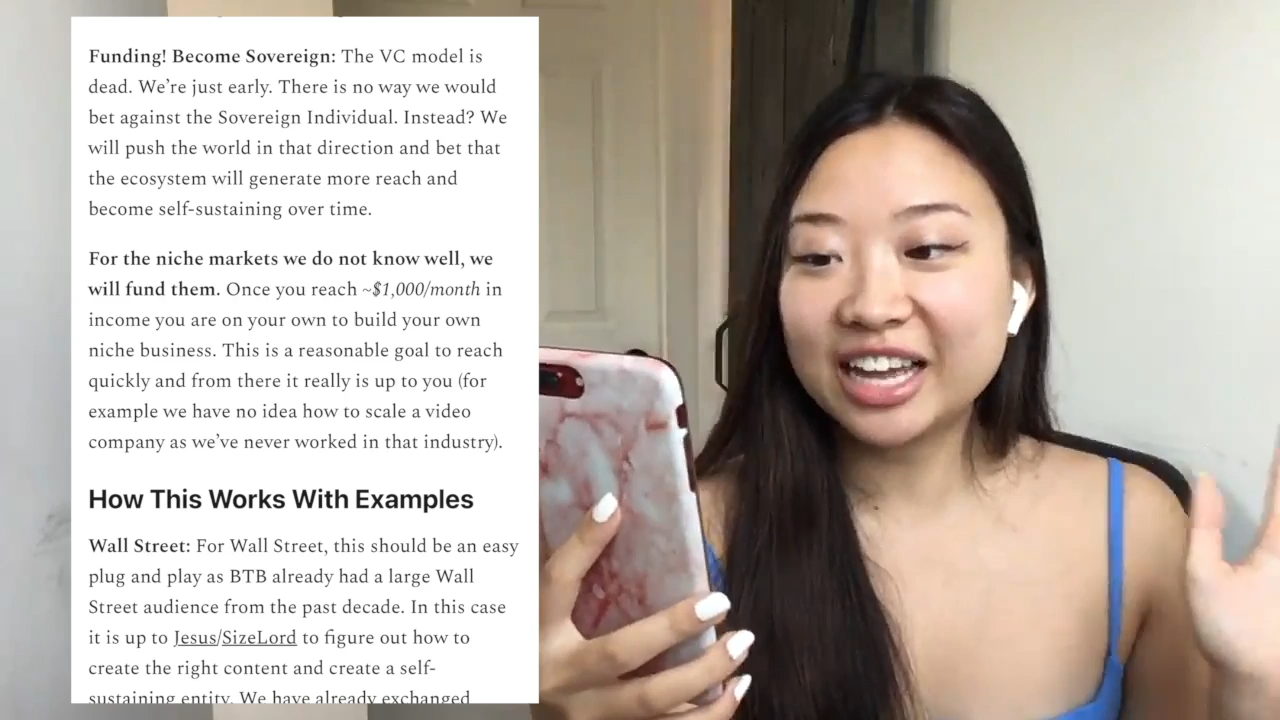 Funding! Become Sovereign: The VC model is
dead. We’re just early. There is no way we would
bet against the Sovereign Individual. Instead? We
will push the world in that direction and bet that
the ecosystem will generate more reach and
become self-sustaining over time.
For the niche markets we do not know well, we
will fund them. Once you reach ~$1,000/month in
income you are on your own to build your own
niche business. This is a reasonable goal to reach
quickly and from there it really is up to you (for
example we have no idea how to scale a video
company as we’ve never worked in that industry).
How This Works With Examples
Wall Street: For Wall Street, this should be an easy
plug and play as BTB already had a large Wall
Street audience from the past decade. In this case
it is up to Jesus/SizeLord to figure out how to
create the right content and create a self-
sustaining entity. We have already exchanged